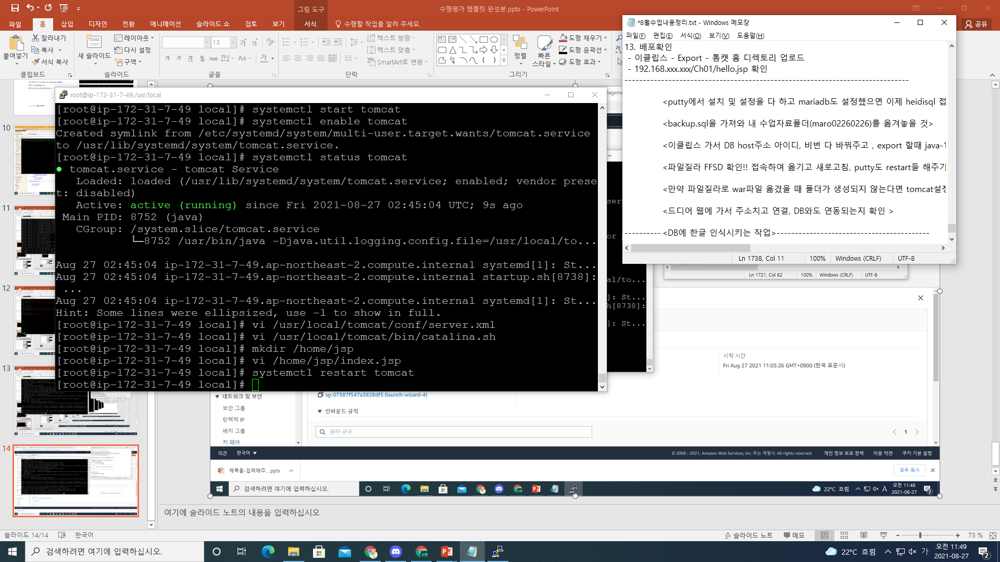 그림 도구
수행평가 템플릿 완성본.pptx - PowerPoint
파일
홈
삽입
디자인
전환
애니메이션
슬라이드 쇼
검토
보기
서식
수행할 작업을 알려 주세요.
공유
붙여넣기
잘라내기
복사
서식 복사
클립보드
새 슬라이드
레이아웃
다시 설정
구역
슬라이드
13
가 가 가 S abc 가나 Aa 가
글꼴
텍스트 방향
텍스트 맞춤
SmartArt로 변환
단락
정렬
빠른 스타일
도형 채우기
도형 윤곽선
도형 효과
그리기
*8월수업내용정리.txt - Windows 메모장
파일(F) 편집(E) 서식(O) 보기(V) 도움말(H)
13. 배포확인
- 이클립스 - Export - 톰캣 홈 디렉토리 업로드
- 192.168.xxx.xxx/Ch01/hello.jsp 확인
------------------------------------------------------------------------------
<putty에서 설치 및 설정을 다 하고 mariadb도 설정했으면 이제 heidisql 접
<backup.sql을 가져와 내 수업자료폴더(maro02260226)를 옮겨놓을 것>
<이클립스 가서 DB host주소 아이디, 비번 다 바꿔주고 , export 할때 java-1
<파일질라 FFSD 확인!! 접속하여 옮기고 새로고침, putty도 restart들 해주기
<만약 파일질라로 war파일 옮겼을 때 폴더가 생성되지 않는다면 tomcat설정
<드디어 웹에 가서 주소치고 연결, DB와도 연동되는지 확인 >
----------<DB에 한글 인식시키는 작업>------------------------------------------
Ln 1738, Col 11 100% Windows (CRLF) UTF-8
Ln 1721, Col 62 100% Windows (CRLF) UTF-8
root@ip-172-31-7-49:/usr/local
[root@ip-172-31-7-49 local]# systemctl start tomcat
[root@ip-172-31-7-49 local]# systemctl enable tomcat
Created symlink from /etc/systemd/system/multi-user.target.wants/tomcat.service
to /usr/lib/systemd/system/tomcat.service.
[root@ip-172-31-7-49 local]# systemctl status tomcat
● tomcat.service - tomcat Service
Loaded: loaded (/usr/lib/systemd/system/tomcat.service; enabled; vendor prese
t: disabled)
Active: active (running) since Fri 2021-08-27 02:45:04 UTC; 9s ago
Main PID: 8752 (java)
CGroup: /system.slice/tomcat.service
└─8752 /usr/bin/java -Djava.util.logging.config.file=/usr/local/to...
Aug 27 02:45:04 ip-172-31-7-49.ap-northeast-2.compute.internal systemd[1]: St...
Aug 27 02:45:04 ip-172-31-7-49.ap-northeast-2.compute.internal startup.sh[8738]:
...
Aug 27 02:45:04 ip-172-31-7-49.ap-northeast-2.compute.internal systemd[1]: St...
Hint: Some lines were ellipsized, use -l to show in full.
[root@ip-172-31-7-49 local]# vi /usr/local/tomcat/conf/server.xml
[root@ip-172-31-7-49 local]# vi /usr/local/tomcat/bin/catalina.sh
[root@ip-172-31-7-49 local]# mkdir /home/jsp
[root@ip-172-31-7-49 local]# vi /home/jsp/index.jsp
[root@ip-172-31-7-49 local]# systemctl restart tomcat
[root@ip-172-31-7-49 local]#
al/to...
]: St...
h[8738]:
]: St...
10
11
12
13
14
시작 시간
Fri Aug 27 2021 11:05:26 GMT+0900 (한국 표준시)
sg-07387f547a3828df5 (launch-wizard-4)
네트워크 및 보안
보안 그룹
탄력적 IP
배치 그룹
키 페어
인바운드 규칙
필터 규칙
1
의견 한국어
© 2008 - 2021, Amazon Web Services, Inc. 또는 계열사. All rights reserved. 개인 정보 보호 정책 이용 약관 쿠키 기본 설정
제목을-입력해주....pptx
모두 표시
검색하려면 여기에 입력하십시오.
22°C 흐림
A
오전 11:48
2021-08-27
2
여기에 슬라이드 노트의 내용을 입력하십시오
슬라이드 14/14
한국어
슬라이드 노트
메모
73 %
검색하려면 여기에 입력하십시오.
22°C 흐림
가
오전 11:49
2021-08-27
2